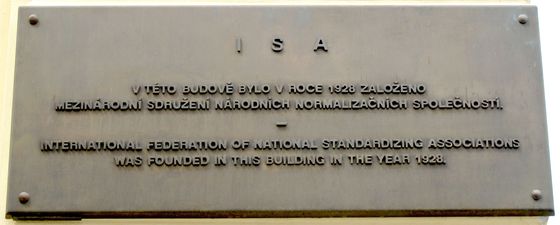 ISA
V TÉTO BUDOVĚ BYLO V ROCE 1928 ZALOŽENO
MEZINÁRODNÍ SDRUŽENÍ NÁRODNÍCH NORMALIZAČNÍCH SPOLEČNOSTÍ.
–
INTERNATIONAL FEDERATION OF NATIONAL STANDARDIZING ASSOCIATIONS
WAS FOUNDED IN THIS BUILDING IN THE YEAR 1928.